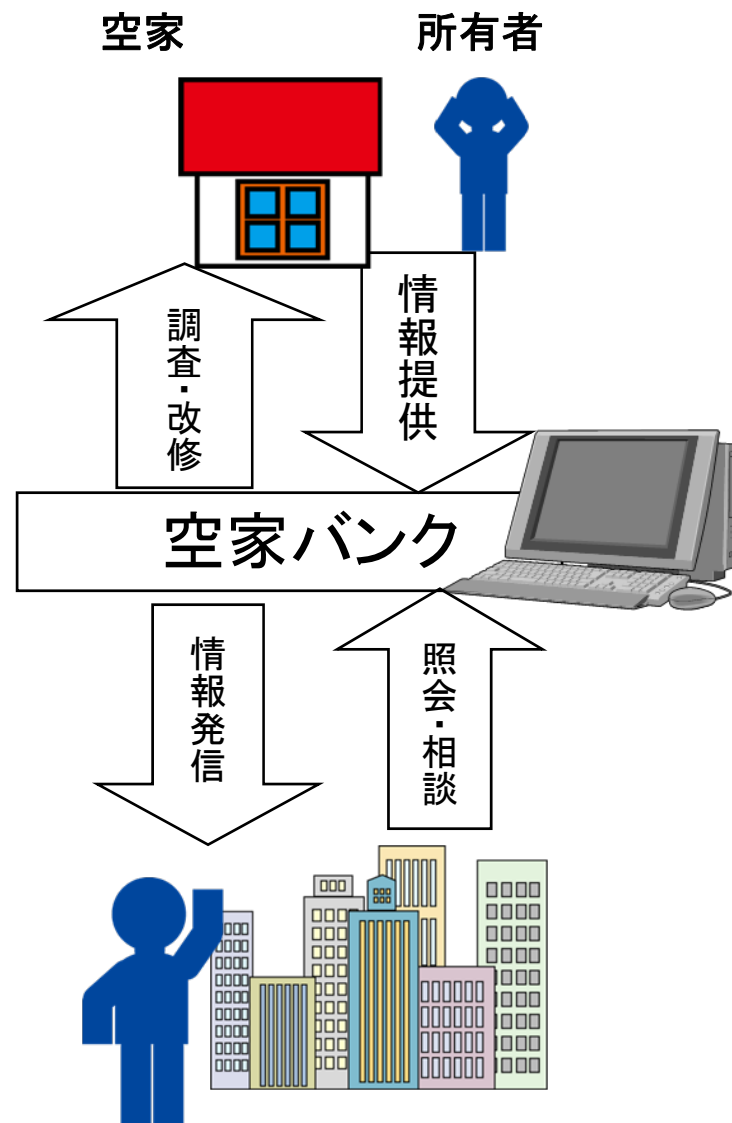 空家
所有者
調査・改修
情報提供
空家バンク
情報発信
照会・相談